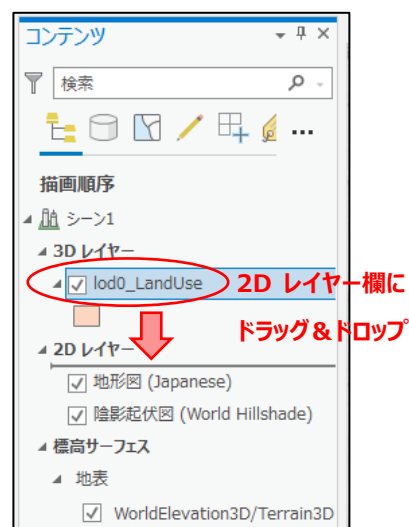 コンテンツ
検索
描画順序
シーン1
3D レイヤー
lod0_LandUse
2D レイヤー欄に
ドラッグ＆ドロップ
2D レイヤー
地形図 (Japanese)
陰影起伏図 (World Hillshade)
標高サーフェス
地表
WorldElevation3D/Terrain3D